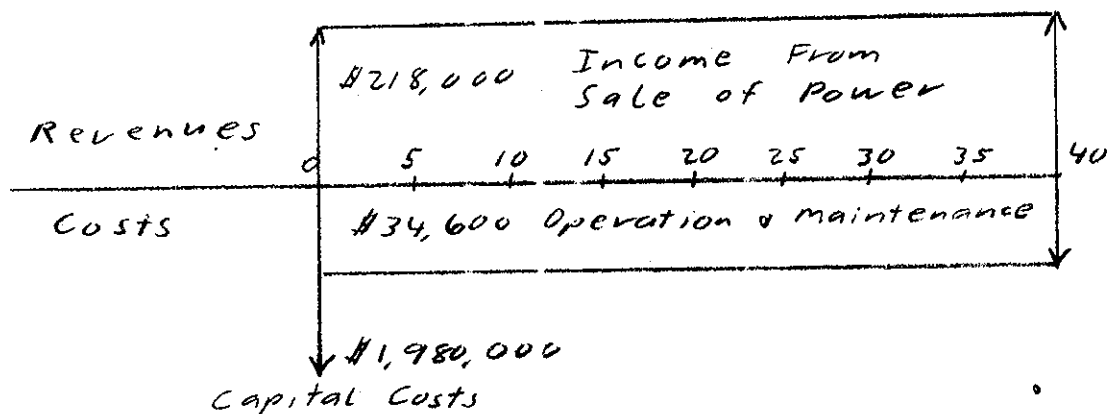 $218,000 Income From
Sale of Power
Revenues
0 5 10 15 20 25 30 35 40
Costs
$34,600 Operation & Maintenance
$1,980,000
Capital Costs